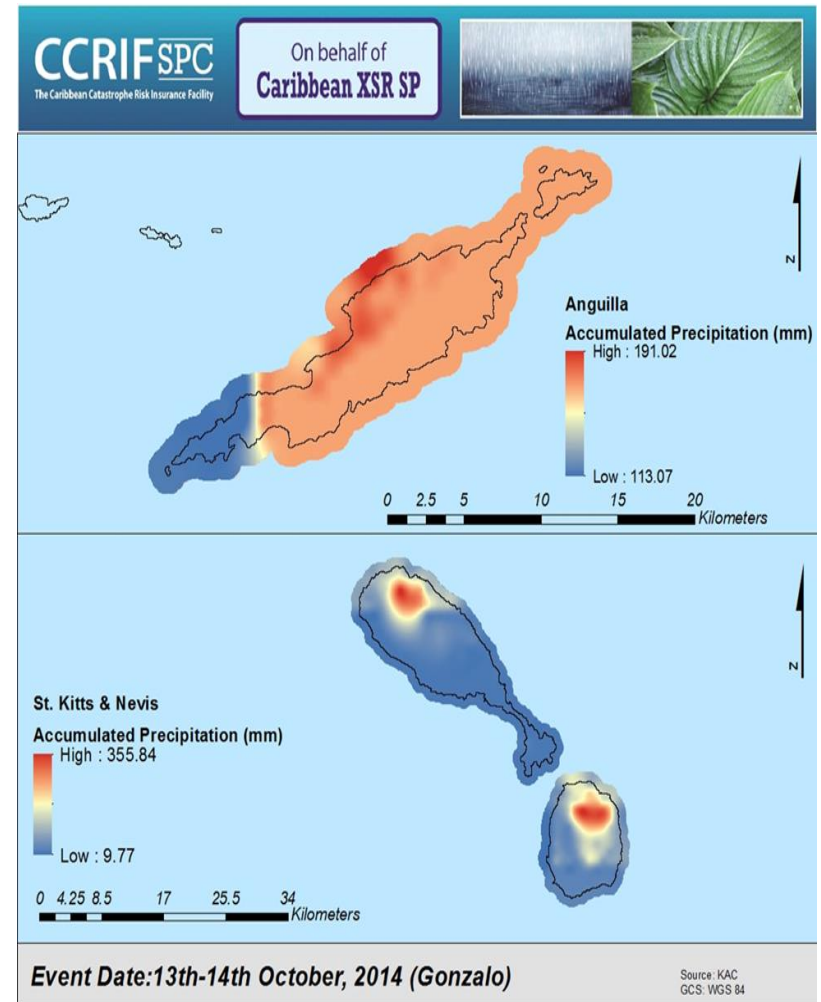 CCRIF SPC
The Caribbean Catastrophe Risk Insurance Facility
On behalf of
Caribbean XSR SP
N
Anguilla
Accumulated Precipitation (mm)
High : 191.02
Low : 113.07
0 2.5 5 10 15 20
Kilometers
N
St. Kitts & Nevis
Accumulated Precipitation (mm)
High : 355.84
Low : 9.77
0 4.25 8.5 17 25.5 34
Kilometers
Event Date:13th-14th October, 2014 (Gonzalo)
Source: KAC
GCS: WGS 84